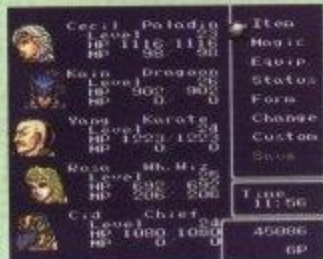 Cecil Paladin
Level 23
HP 1116 1116
MP 98 98
Kain Dragoon
Level
HP 902 902
MP 0 0
Yang Karate
Level 24
HP 1223 1223
MP 0 0
Rosa Wh.Wiz
Level
HP 692 692
MP 206 206
Cid Chief
Level 24
HP 1080 1080
MP 0 0
Item
Magic
Equip
Status
Form
Change
Custom
Save
Time
11:56
45086
GP